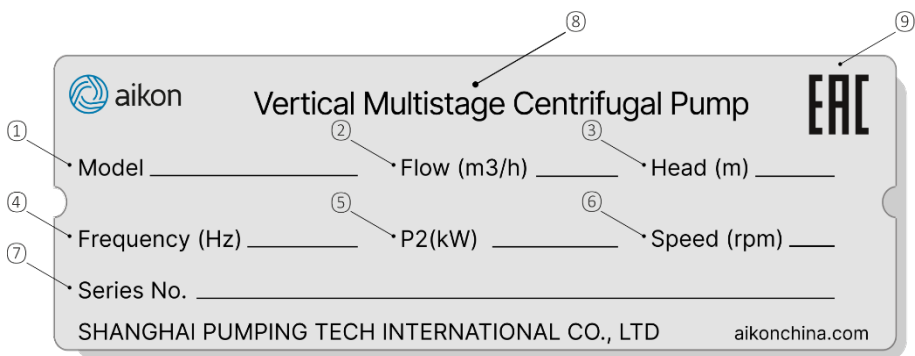 ⑧ ⑨
aikon Vertical Multistage Centrifugal Pump EAC
① ② ③
Model Flow (m3/h) Head (m)
④ ⑤ ⑥
Frequency (Hz) P2(kW) Speed (rpm)
⑦
Series No.
SHANGHAI PUMPING TECH INTERNATIONAL CO., LTD aikonchina.com